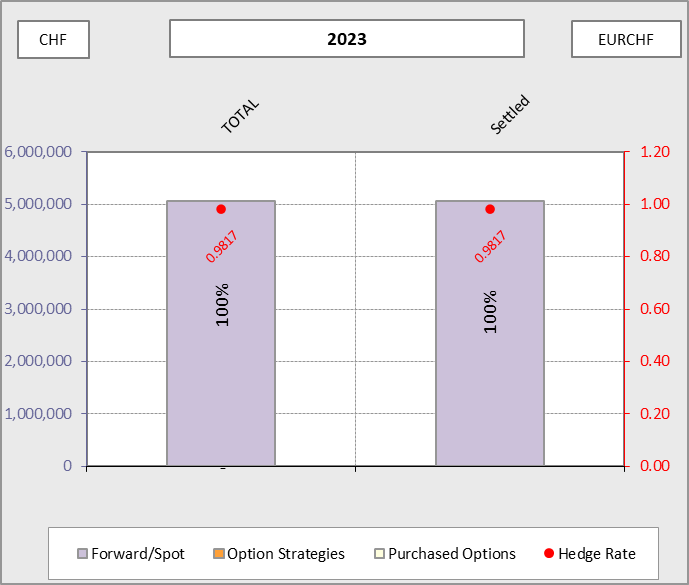 CHF
2023
EURCHF
TOTAL
Settled
6,000,000
1.20
5,000,000
1.00
0.9817
0.9817
4,000,000
0.80
100%
100%
3,000,000
0.60
2,000,000
0.40
1,000,000
0.20
0
-
0.00
Forward/Spot
Option Strategies
Purchased Options
Hedge Rate